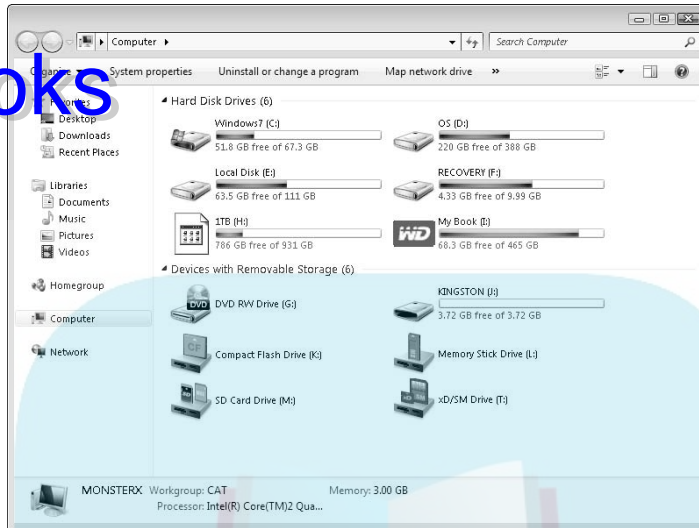 Computer
Search Computer
Organize System properties Uninstall or change a program Map network drive »
oks
Favorites
Desktop
Downloads
Recent Places
Libraries
Documents
Music
Pictures
Videos
Homegroup
Computer
Network
Hard Disk Drives (6)
Windows7 (C:)
51.8 GB free of 67.3 GB
OS (D:)
220 GB free of 388 GB
Local Disk (E:)
63.5 GB free of 111 GB
RECOVERY (F:)
4.33 GB free of 9.99 GB
1TB (H:)
786 GB free of 931 GB
WD
My Book (I:)
68.3 GB free of 465 GB
Devices with Removable Storage (6)
DVD
DVD RW Drive (G:)
KINGSTON (J:)
3.72 GB free of 3.72 GB
CF
Compact Flash Drive (K:)
Memory Stick Drive (L:)
SD Card Drive (M:)
xD/SM Drive (T:)
MONSTERX Workgroup: CAT Memory: 3.00 GB
Processor: Intel(R) Core(TM)2 Qua...